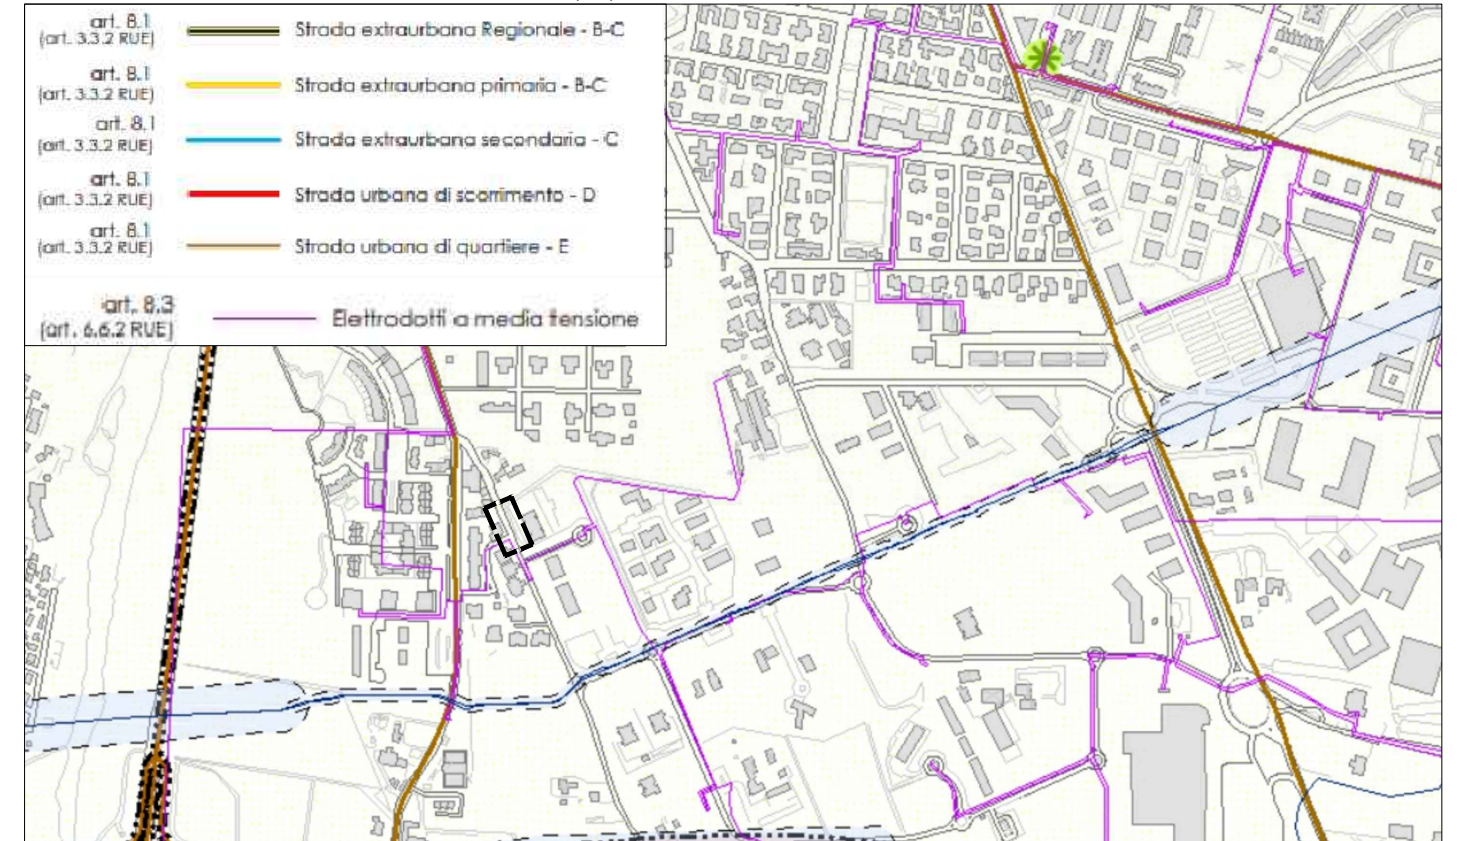 art. 8.1
(art. 3.3.2 RUE)
Strada extraurbana Regionale - B-C
art. 8.1
(art. 3.3.2 RUE)
Strada extraurbana primaria - B-C
art. 8.1
(art. 3.3.2 RUE)
Strada extraurbana secondaria - C
art. 8.1
(art. 3.3.2 RUE)
Strada urbana di scorrimento - D
art. 8.1
(art. 3.3.2 RUE)
Strada urbana di quartiere - E
art. 8.3
(art. 6.6.2 RUE)
Elettrodotti a media tensione